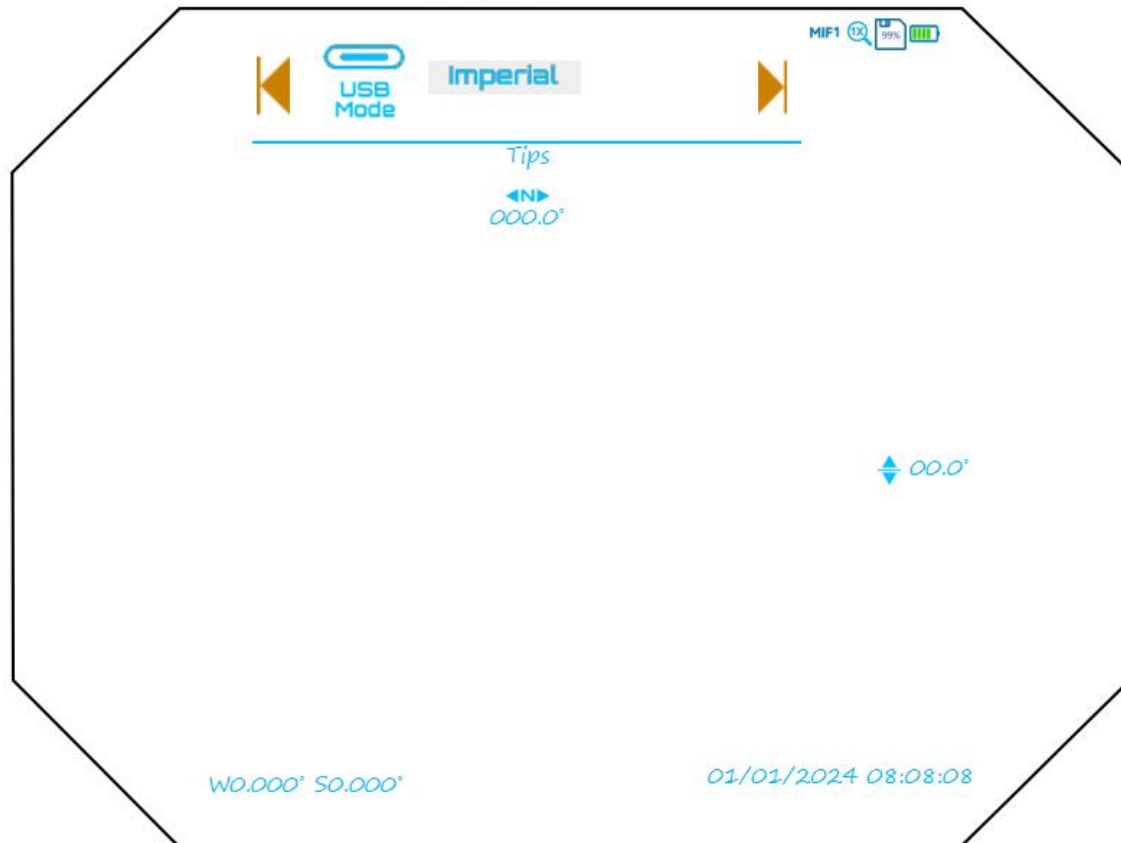 MIF1 1X 99%
USB
Mode
Imperial
Tips
N
000.0°
00.0°
W0.000° S0.000°
01/01/2024 08:08:08